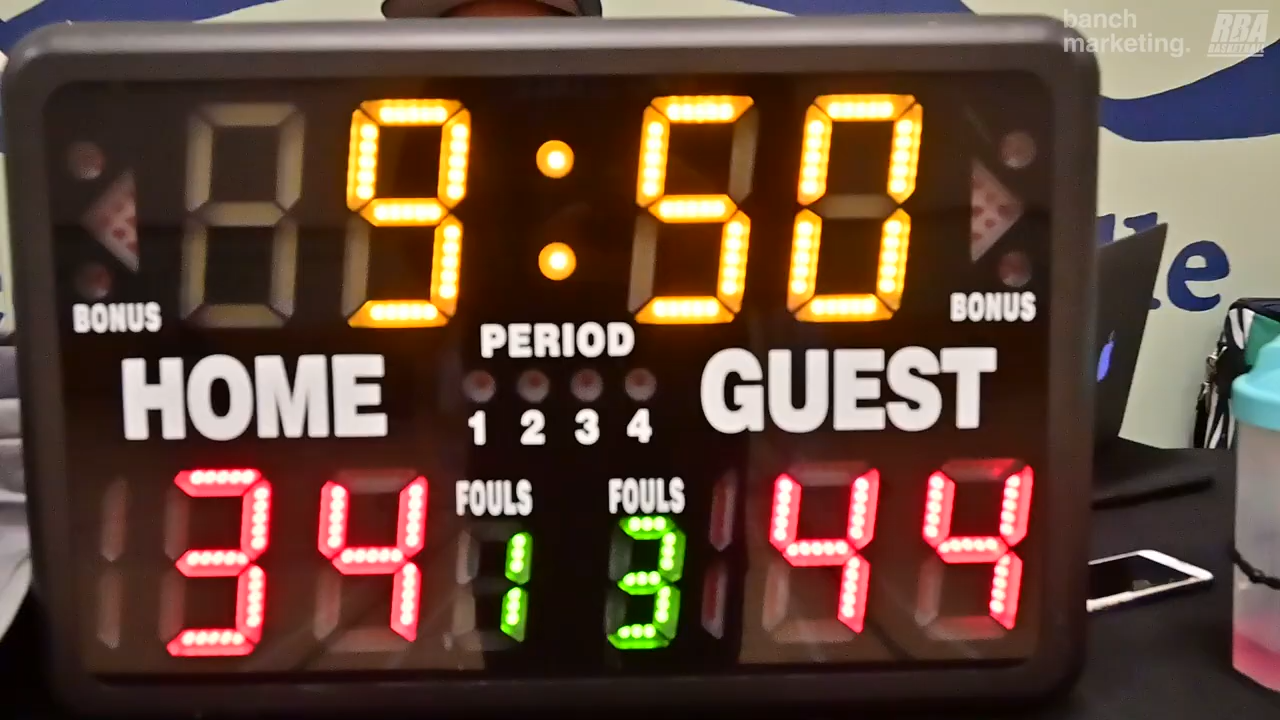 banch
marketing.
RBA
BASKETBALL
9:50
BONUS
PERIOD
BONUS
HOME
GUEST
1 2 3 4
FOULS
FOULS
34
1
3
44
lle